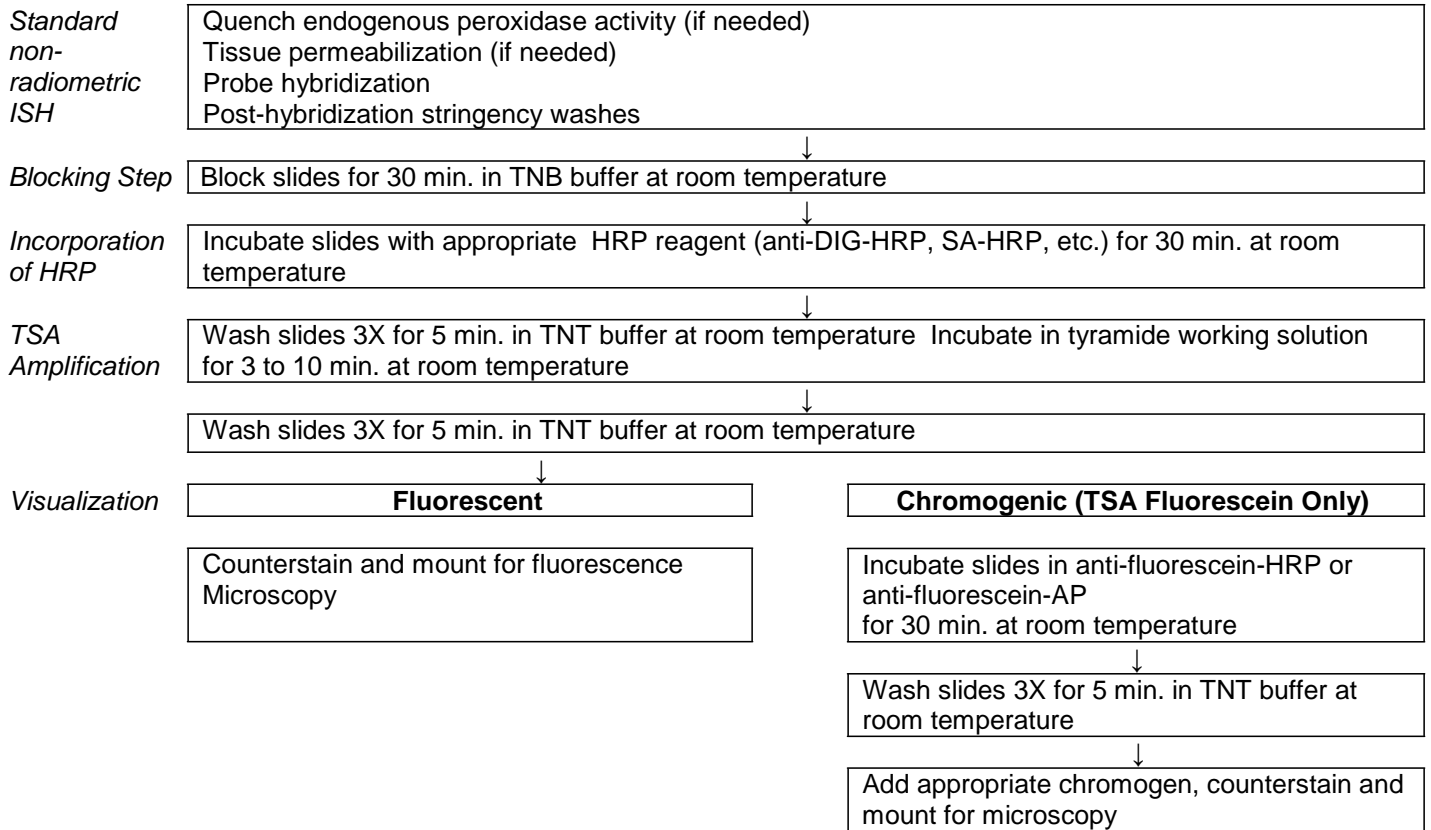 Standard
non-
radiometric
ISH
Quench endogenous peroxidase activity (if needed)
Tissue permeabilization (if needed)
Probe hybridization
Post-hybridization stringency washes
↓
Blocking Step
Block slides for 30 min. in TNB buffer at room temperature
↓
Incorporation
of HRP
Incubate slides with appropriate  HRP reagent (anti-DIG-HRP, SA-HRP, etc.) for 30 min. at room
temperature
↓
TSA
Amplification
Wash slides 3X for 5 min. in TNT buffer at room temperature  Incubate in tyramide working solution
for 3 to 10 min. at room temperature
↓
Wash slides 3X for 5 min. in TNT buffer at room temperature
↓
Visualization
Fluorescent
Counterstain and mount for fluorescence
Microscopy
Chromogenic (TSA Fluorescein Only)
Incubate slides in anti-fluorescein-HRP or
anti-fluorescein-AP
for 30 min. at room temperature
↓
Wash slides 3X for 5 min. in TNT buffer at
room temperature
↓
Add appropriate chromogen, counterstain and
mount for microscopy